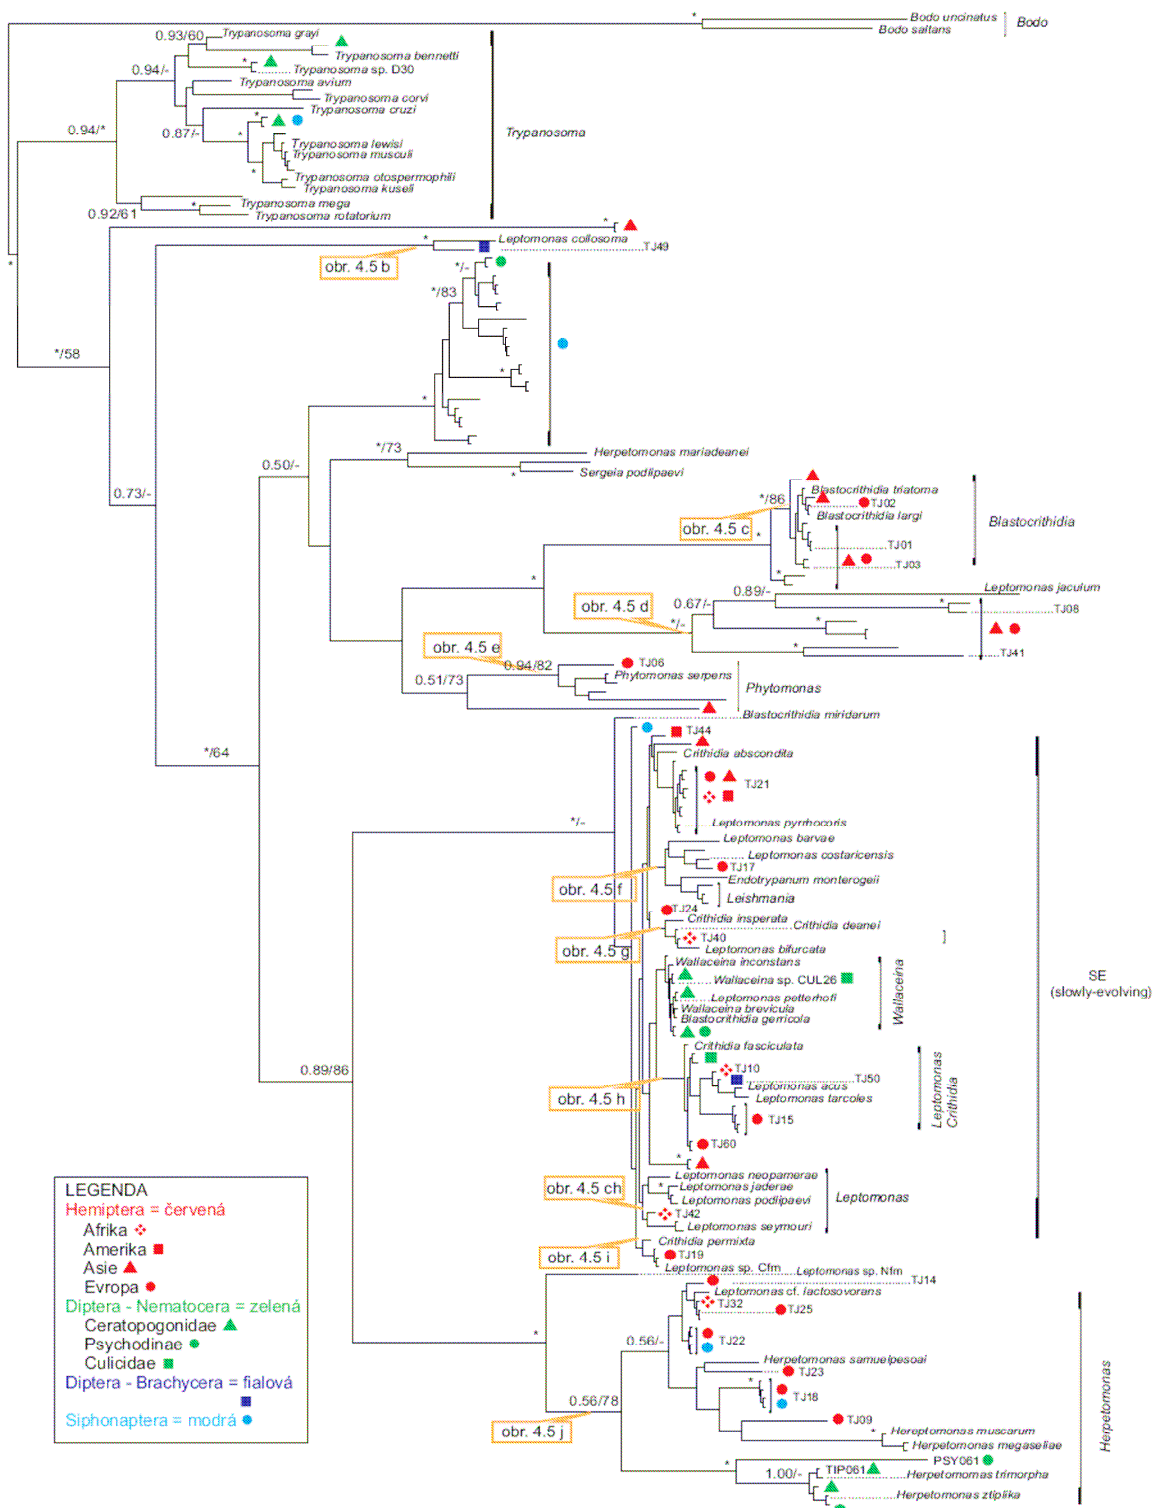 Bodo uncinatus
Bodo saltans
Bodo
0.93/60
Trypanosoma grayi
Trypanosoma bennetti
0.94/-
Trypanosoma sp. D30
Trypanosoma avium
Trypanosoma corvi
Trypanosoma cruzi
0.94/*
0.87/-
Trypanosoma
Trypanosoma lewisi
Trypanosoma musculi
Trypanosoma otospermophili
Trypanosoma kuseli
Trypanosoma mega
0.92/61
Trypanosoma rotatorium
Leptomonas collosoma
TJ49
obr. 4.5 b
*/-
*/83
*/58
*/73
Herpetomonas mariadeanei
0.50/-
Sergeia podlipaevi
0.73/-
Blastocrithidia triatoma
*/86
TJ02
Blastocrithidia largi
Blastocrithidia
obr. 4.5 c
TJ01
TJ03
0.89/-
Leptomonas jaculum
obr. 4.5 d
0.67/-
TJ08
*/-
obr. 4.5 e
TJ41
0.94/82
TJ06
Phytomonas serpens
0.51/73
Phytomonas
Blastocrithidia miridarum
TJ44
*/64
Crithidia abscondita
TJ21
*/-
Leptomonas pyrrhocoris
Leptomonas barvae
Leptomonas costaricensis
TJ17
obr. 4.5 f
Endotrypanum monterogeii
Leishmania
TJ24
Crithidia insperata
Crithidia deanei
TJ40
]
obr. 4.5 g
Leptomonas bifurcata
Wallaceina inconstans
Wallaceina sp. CUL26
SE
(slowly-evolving)
Leptomonas petterhofi
Wallaceina
Wallaceina brevicula
Blastocrithidia gerricola
Crithidia fasciculata
0.89/86
TJ10
TJ50
obr. 4.5 h
Leptomonas acus
Leptomonas tarcoles
Leptomonas
Crithidia
TJ15
TJ60
Leptomonas neopamerae
obr. 4.5 ch
Leptomonas jaderae
Leptomonas podlipaevi
Leptomonas
TJ42
Leptomonas seymouri
Crithidia permixta
obr. 4.5 i
TJ19
Leptomonas sp. Cfm
Leptomonas sp. Nfm
TJ14
Leptomonas cf. lactosovorans
TJ32
TJ25
0.56/-
TJ22
Herpetomonas samuelpesoai
TJ23
0.56/78
TJ18
Herpetomonas
obr. 4.5 j
TJ09
Hereptomonas muscarum
Herpetomonas megaseliae
PSY061
1.00/-
TIP061
Herpetomomas trimorpha
Herpetomonas ztiplika
LEGENDA
Hemiptera = červená
Afrika
Amerika
Asie
Evropa
Diptera - Nematocera = zelená
Ceratopogonidae
Psychodinae
Culicidae
Diptera - Brachycera = fialová
Siphonaptera = modrá